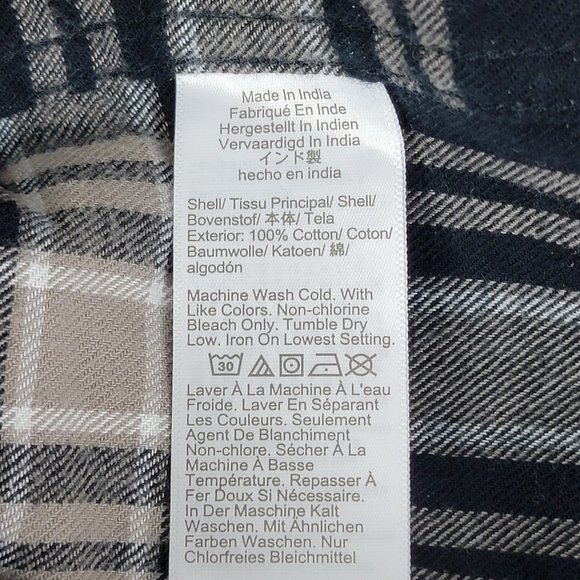 Made In India
Fabriqué En Inde
Hergestellt In Indien
Vervaardigd In India
インド製
hecho en india
Shell/ Tissu Principal/ Shell/
Bovenstof/ 本体/ Tela
Exterior: 100% Cotton/ Coton/
Baumwolle/ Katoen/ 綿/
algodón
Machine Wash Cold. With
Like Colors. Non-chlorine
Bleach Only. Tumble Dry
Low. Iron On Lowest Setting.
30
Laver À La Machine À L'eau
Froide. Laver En Séparant
Les Couleurs. Seulement
Agent De Blanchiment
Non-chlore. Sécher À La
Machine À Basse
Température. Repasser À
Fer Doux Si Nécessaire.
In Der Maschine Kalt
Waschen. Mit Ähnlichen
Farben Waschen. Nur
Chlorfreies Bleichmittel